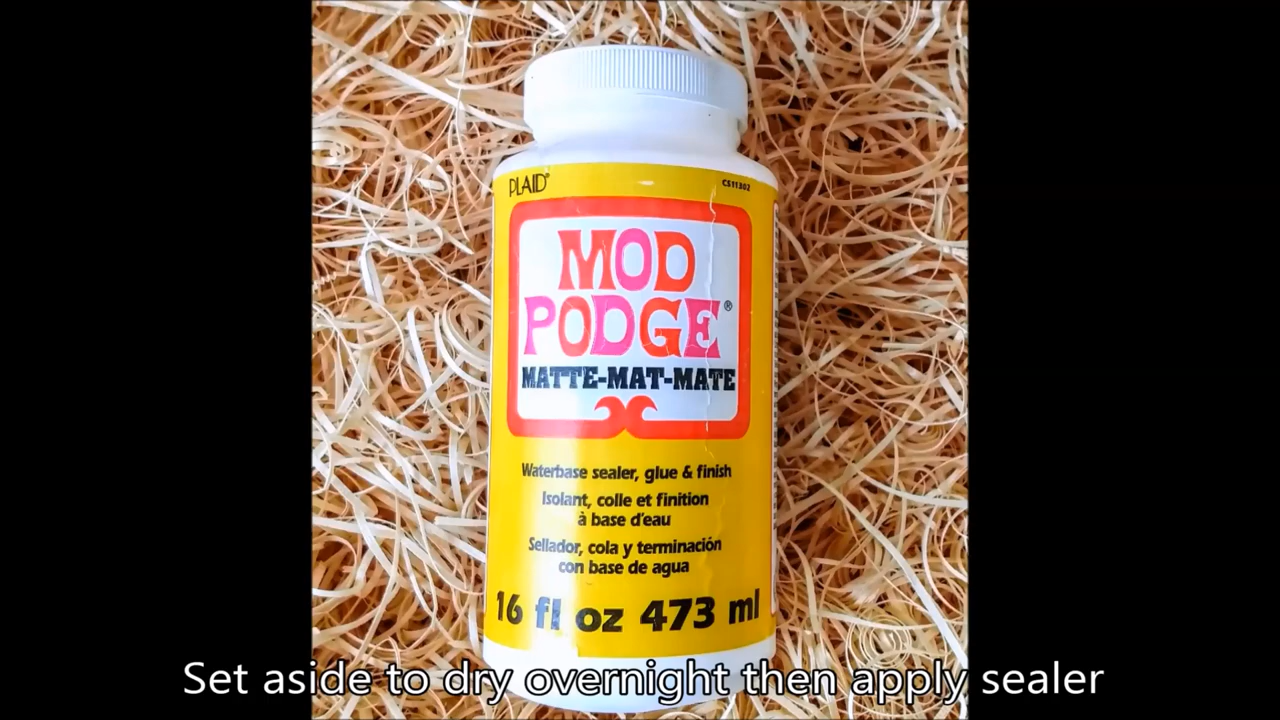 PLAID®
CS11302
MOD
PODGE®
MATTE-MAT-MATE
Waterbase sealer, glue & finish
Isolant, colle et finition
à base d'eau
Sellador, cola y terminación
con base de agua
16 fl oz 473 ml
Set aside to dry overnight then apply sealer